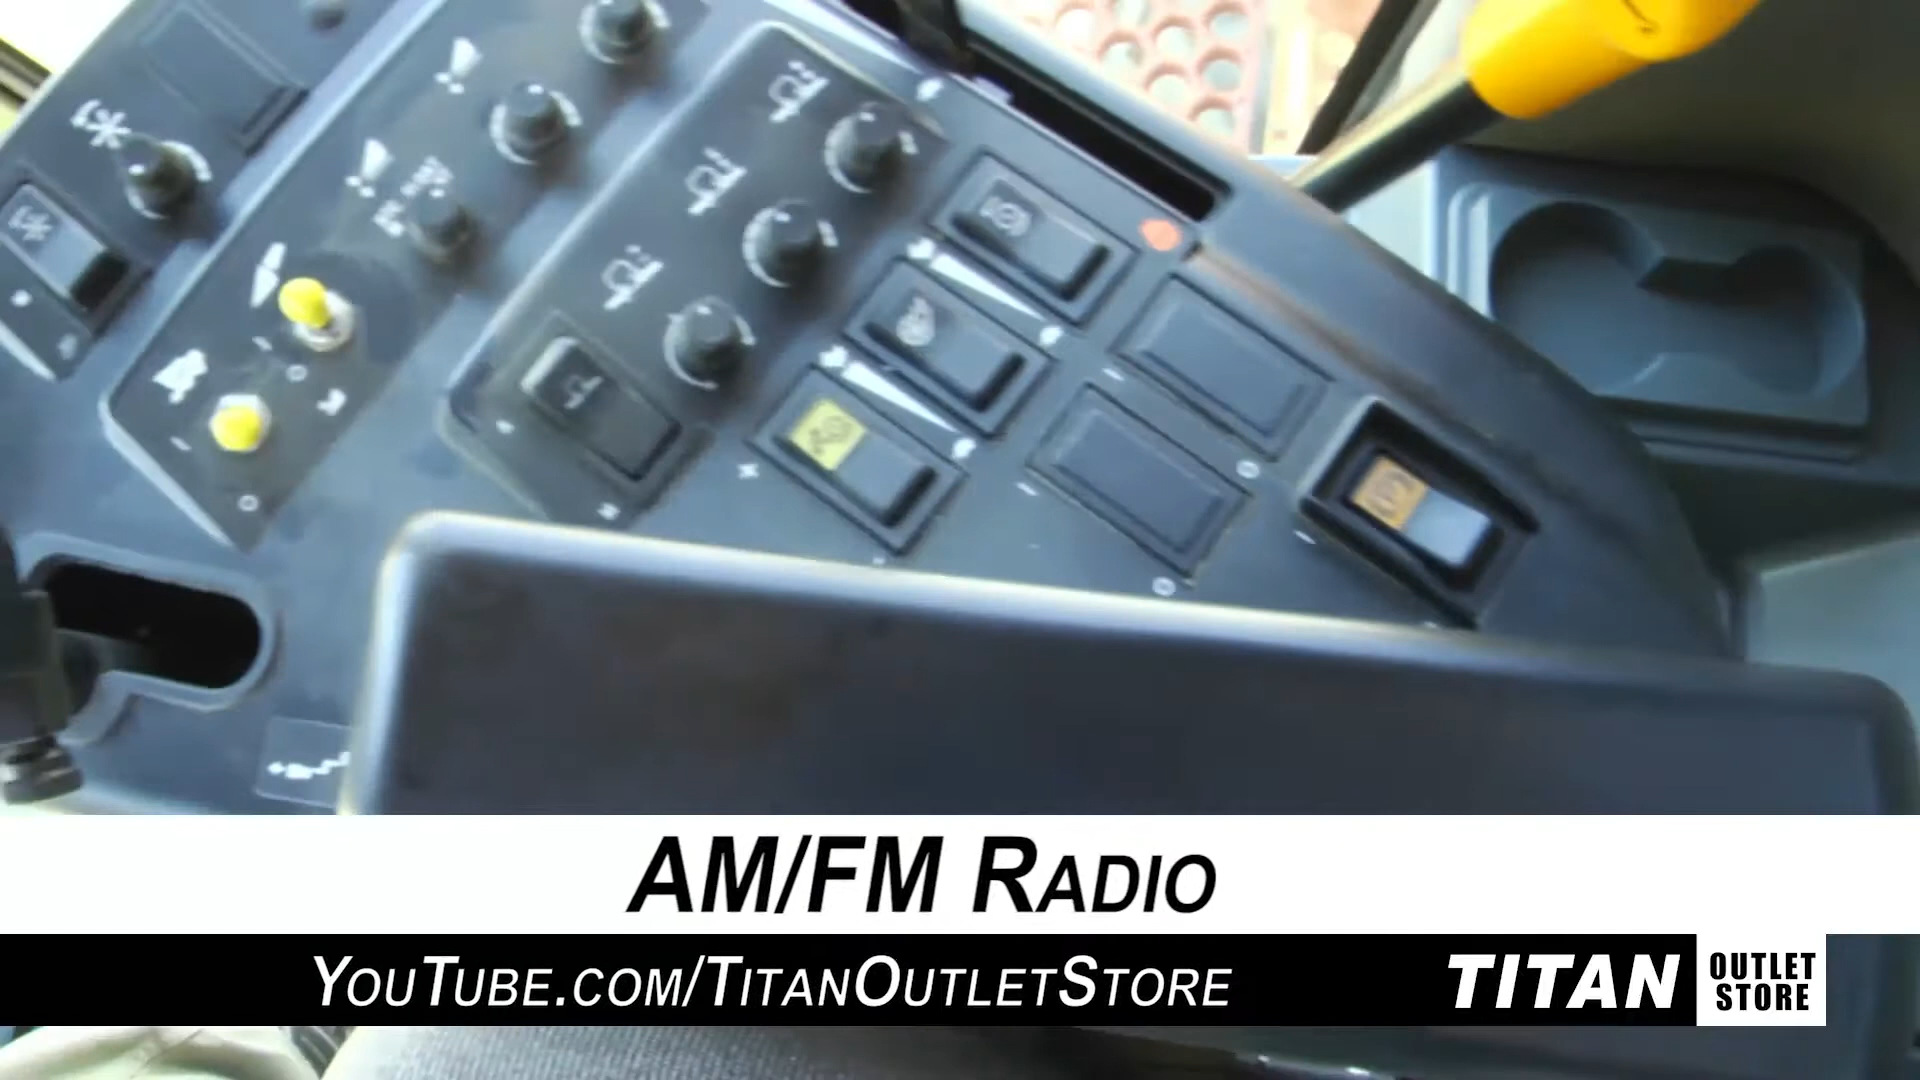 AM/FM Radio
YouTube.com/TitanOutletStore
TITAN
OUTLET
STORE